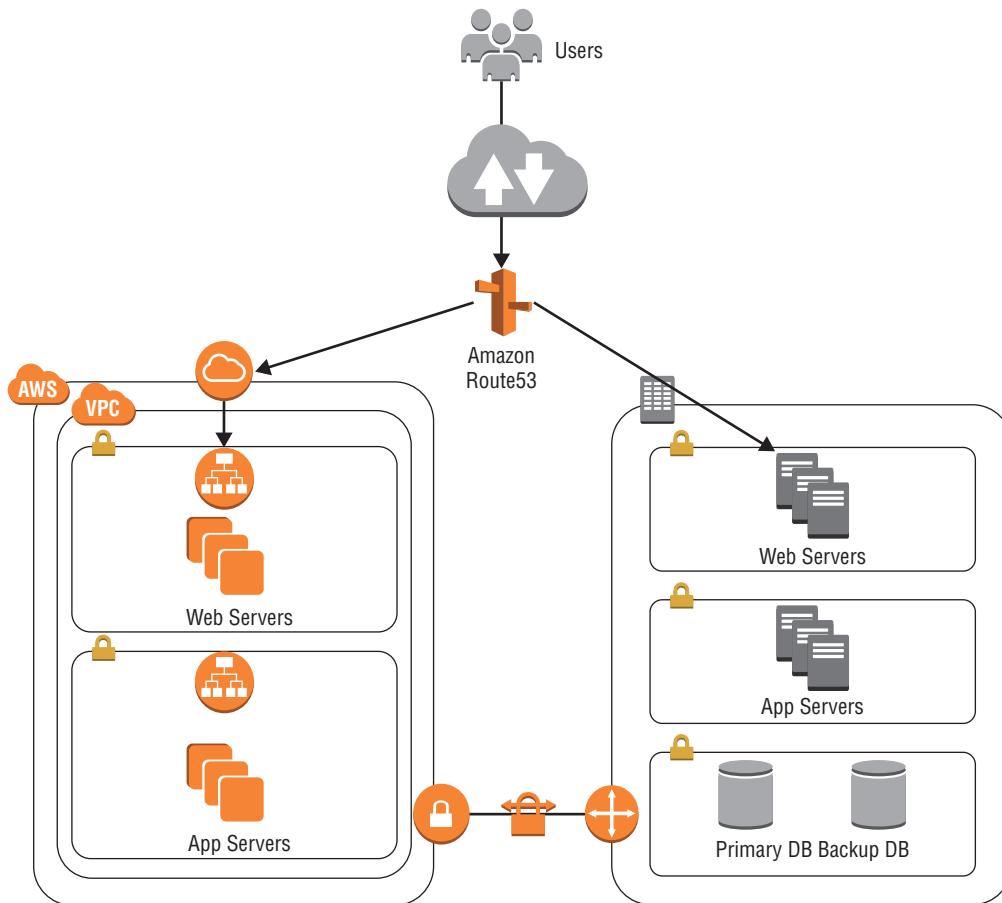 Users
Amazon
Route53
AWS
VPC
Web Servers
App Servers
Web Servers
App Servers
Primary DB Backup DB